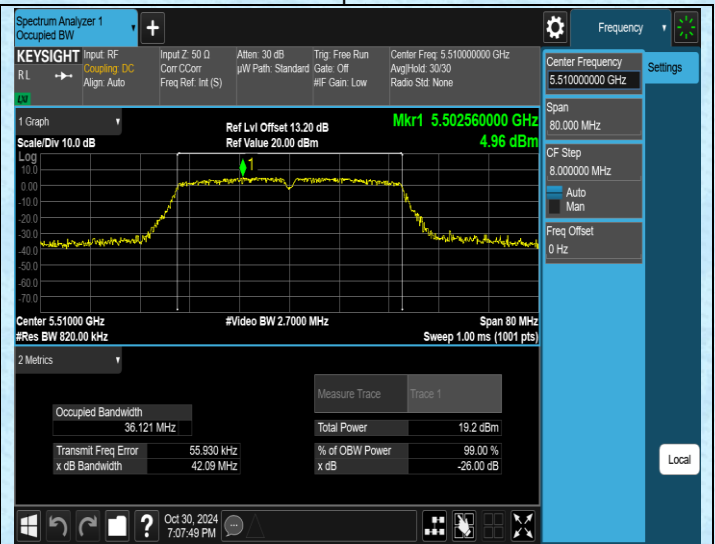 Spectrum Analyzer 1
Occupied BW
+
Frequency
KEYSIGHT
RL
LXI
Input: RF
Coupling: DC
Align: Auto
Input Z: 50 Ω
Corr CCorr
Freq Ref: Int (S)
Atten: 30 dB
µW Path: Standard
Trig: Free Run
Gate: Off
#IF Gain: Low
Center Freq: 5.510000000 GHz
Avg|Hold: 30/30
Radio Std: None
1 Graph
Scale/Div 10.0 dB
Ref Lvl Offset 13.20 dB
Ref Value 20.00 dBm
Mkr1 5.502560000 GHz
4.96 dBm
Log
10.0
0.00
-10.0
-20.0
-30.0
-40.0
-50.0
-60.0
-70.0
1
Center 5.51000 GHz
#Res BW 820.00 kHz
#Video BW 2.7000 MHz
Span 80 MHz
Sweep 1.00 ms (1001 pts)
2 Metrics
Measure Trace Trace 1
Occupied Bandwidth
36.121 MHz
Total Power 19.2 dBm
Transmit Freq Error 55.930 kHz
% of OBW Power 99.00 %
x dB Bandwidth 42.09 MHz
x dB -26.00 dB
Center Frequency
5.510000000 GHz
Settings
Span
80.000 MHz
CF Step
8.000000 MHz
Auto
Man
Freq Offset
0 Hz
Local
?
Oct 30, 2024
7:07:49 PM